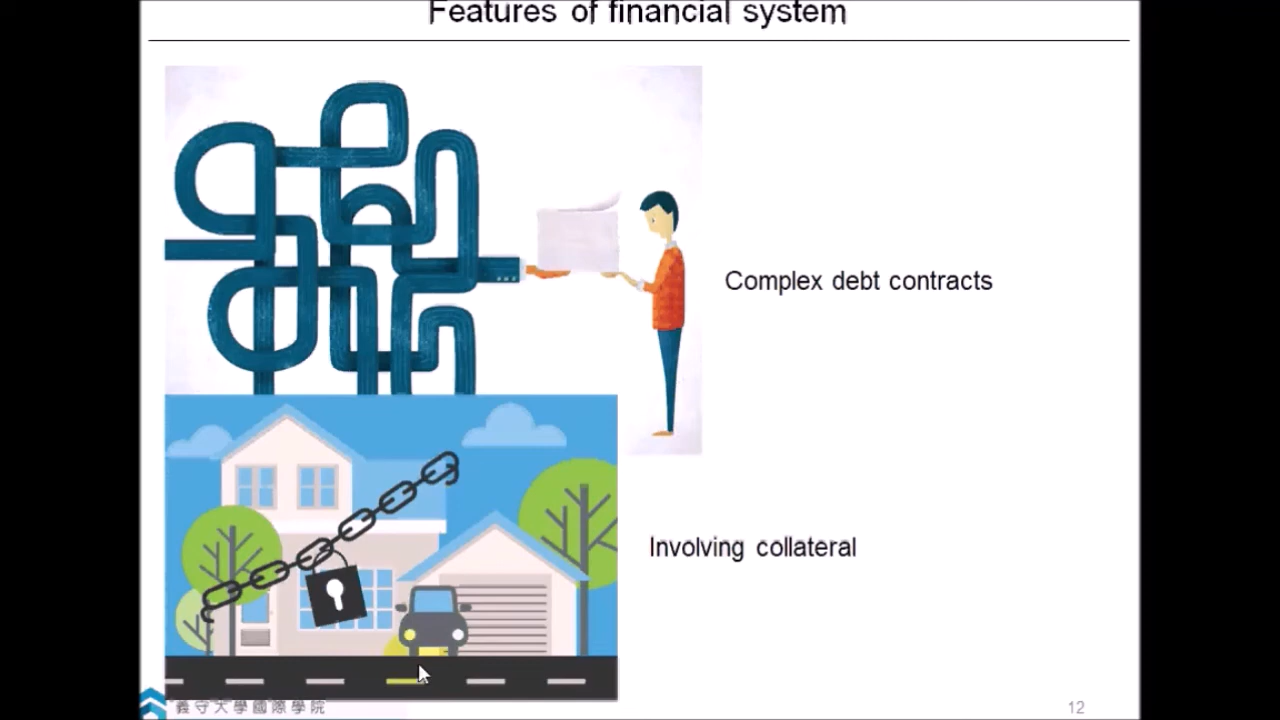 Features of financial system
Complex debt contracts
Involving collateral
義守大學國際學院
12